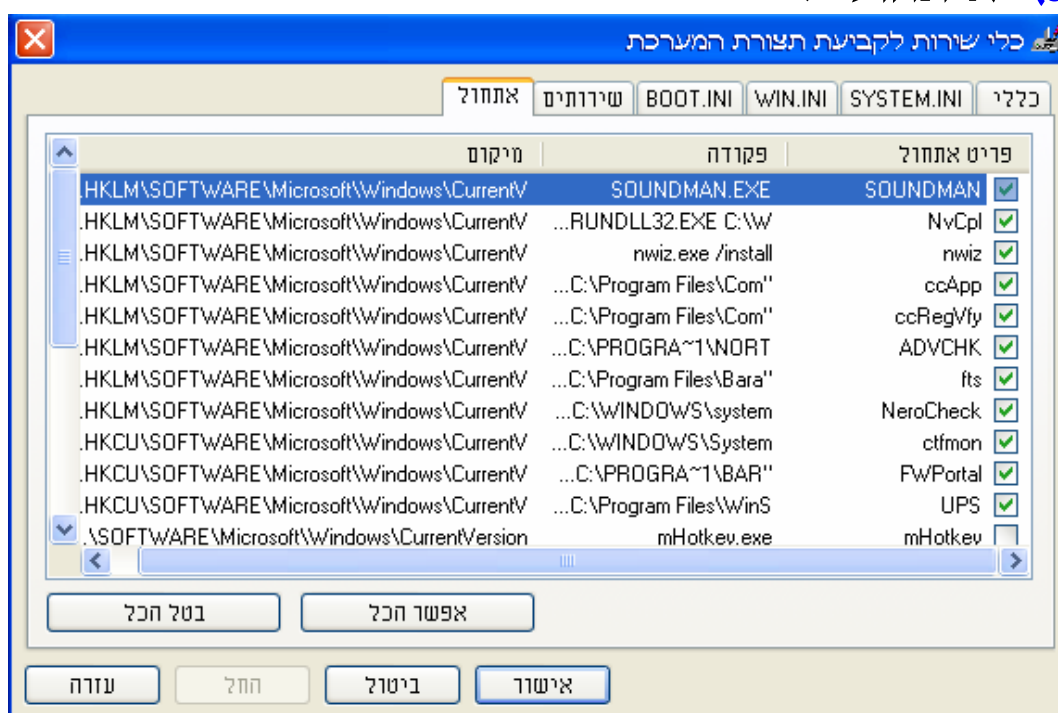 כלי שירות לקביעת תצורת המערכת
כללי SYSTEM.INI WIN.INI BOOT.INI שירותים אתחול
פריט אתחול פקודה מיקום
SOUNDMAN SOUNDMAN.EXE HKLM\SOFTWARE\Microsoft\Windows\CurrentV.
NvCpl RUNDLL32.EXE C:\W... HKLM\SOFTWARE\Microsoft\Windows\CurrentV.
nwiz nwiz.exe /install HKLM\SOFTWARE\Microsoft\Windows\CurrentV.
ccApp "C:\Program Files\Com... HKLM\SOFTWARE\Microsoft\Windows\CurrentV.
ccRegVfy "C:\Program Files\Com... HKLM\SOFTWARE\Microsoft\Windows\CurrentV.
ADVCHK C:\PROGRA~1\NORT... HKLM\SOFTWARE\Microsoft\Windows\CurrentV.
fts "C:\Program Files\Bara... HKLM\SOFTWARE\Microsoft\Windows\CurrentV.
NeroCheck C:\WINDOWS\system... HKLM\SOFTWARE\Microsoft\Windows\CurrentV.
ctfmon C:\WINDOWS\System... HKCU\SOFTWARE\Microsoft\Windows\CurrentV.
FWPortal "C:\PROGRA~1\BAR... HKCU\SOFTWARE\Microsoft\Windows\CurrentV.
UPS C:\Program Files\WinS... HKCU\SOFTWARE\Microsoft\Windows\CurrentV.
mHotkey mHotkey.exe \SOFTWARE\Microsoft\Windows\CurrentVersion.
אפשר הכל בטל הכל
אישור ביטול החל עזרה